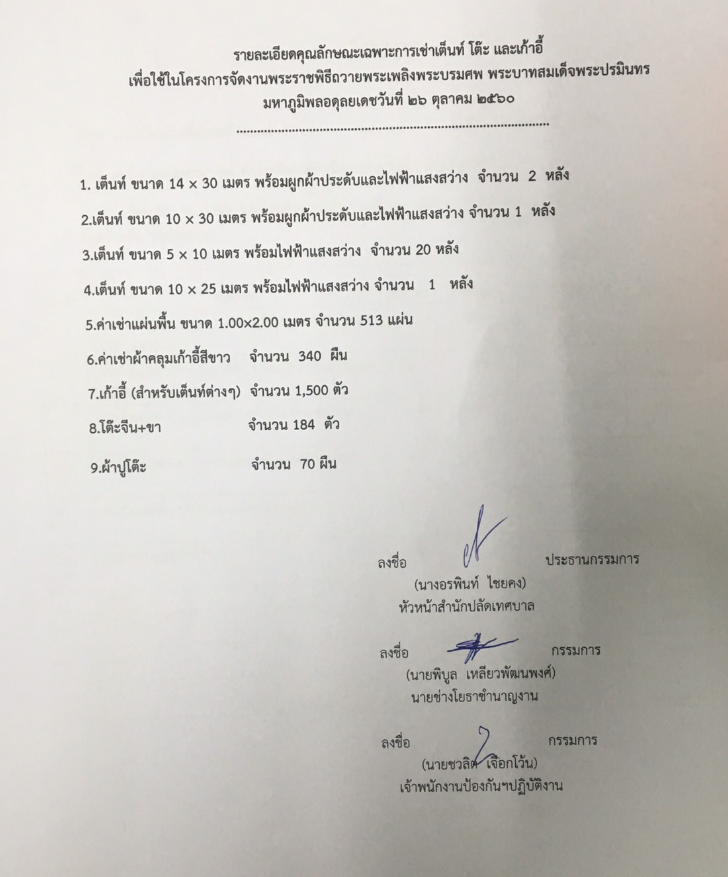 รายละเอียดคุณลักษณะเฉพาะการเช่าเต็นท์ โต๊ะ และเก้าอี้
เพื่อใช้ในโครงการจัดงานพระราชพิธีถวายพระเพลิงพระบรมศพ พระบาทสมเด็จพระปรมินทร
มหาภูมิพลอดุลยเดชวันที่ ๒๖ ตุลาคม ๒๕๖๐
1. เต็นท์ ขนาด 14 × 30 เมตร พร้อมผูกผ้าประดับและไฟฟ้าแสงสว่าง จำนวน 2 หลัง
2.เต็นท์ ขนาด 10 × 30 เมตร พร้อมผูกผ้าประดับและไฟฟ้าแสงสว่าง จำนวน 1 หลัง
3.เต็นท์ ขนาด 5 × 10 เมตร พร้อมไฟฟ้าแสงสว่าง จำนวน 20 หลัง
4.เต็นท์ ขนาด 10 × 25 เมตร พร้อมไฟฟ้าแสงสว่าง จำนวน 1 หลัง
5.ค่าเช่าแผ่นพื้น ขนาด 1.00×2.00 เมตร จำนวน 513 แผ่น
6.ค่าเช่าผ้าคลุมเก้าอี้สีขาว จำนวน 340 ผืน
7.เก้าอี้ (สำหรับเต็นท์ต่างๆ) จำนวน 1,500 ตัว
8.โต๊ะจีน+ขา จำนวน 184 ตัว
9.ผ้าปูโต๊ะ จำนวน 70 ผืน
ลงชื่อ ประธานกรรมการ
(นางอรพินท์ ไชยคง)
หัวหน้าสำนักปลัดเทศบาล
ลงชื่อ กรรมการ
(นายพิบูล เหลียวพัฒนพงศ์)
นายช่างโยธาชำนาญงาน
ลงชื่อ กรรมการ
(นายชวลิต เจือกโว้น)
เจ้าพนักงานป้องกันฯปฏิบัติงาน